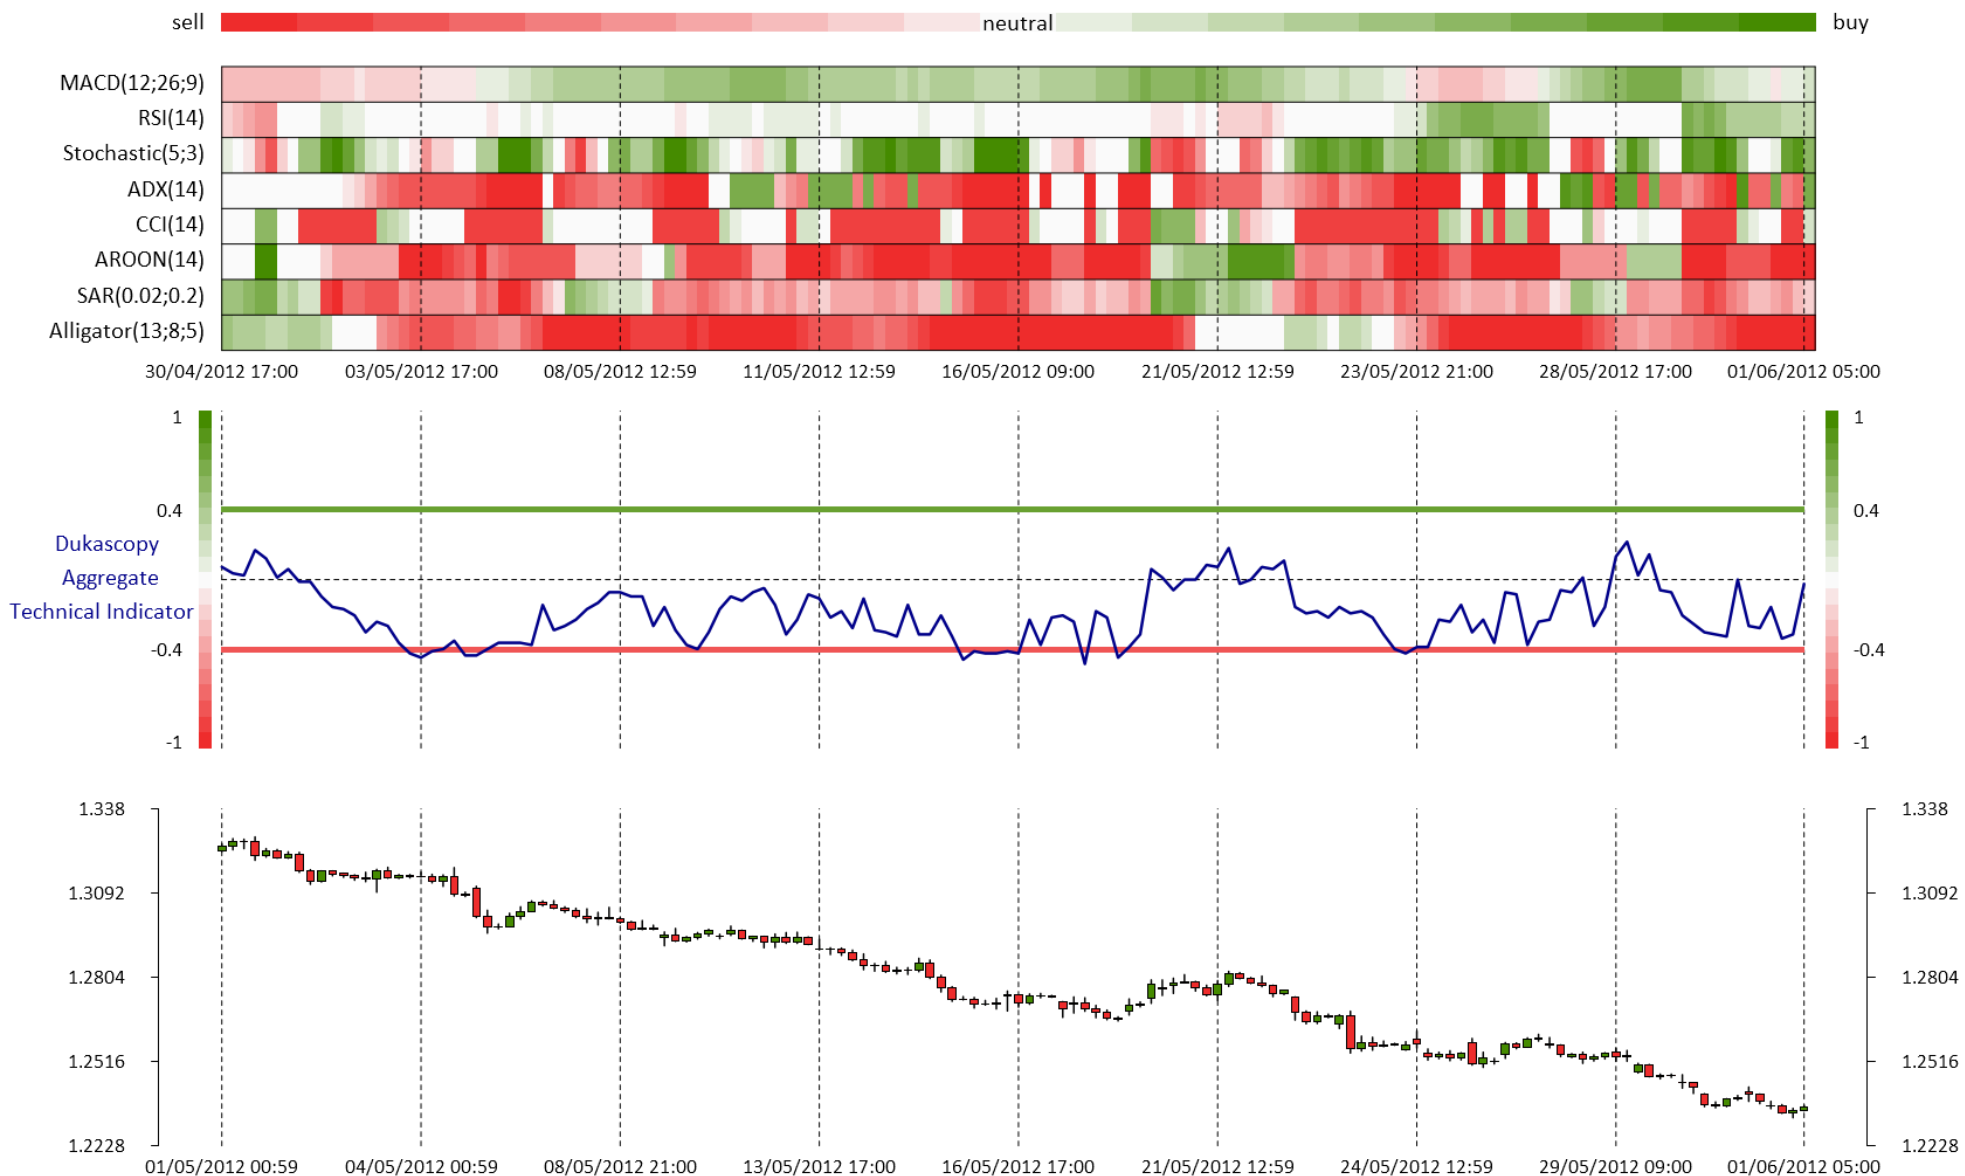 sell neutral buy
MACD(12;26;9)
RSI(14)
Stochastic(5;3)
ADX(14)
CCI(14)
AROON(14)
SAR(0.02;0.2)
Alligator(13;8;5)
30/04/2012 17:00 03/05/2012 17:00 08/05/2012 12:59 11/05/2012 12:59 16/05/2012 09:00 21/05/2012 12:59 23/05/2012 21:00 28/05/2012 17:00 01/06/2012 05:00
1 1
0.4 0.4
Dukascopy
Aggregate
Technical Indicator
-0.4 -0.4
-1 -1
1.338 1.338
1.3092 1.3092
1.2804 1.2804
1.2516 1.2516
1.2228 1.2228
01/05/2012 00:59 04/05/2012 00:59 08/05/2012 21:00 13/05/2012 17:00 16/05/2012 17:00 21/05/2012 12:59 24/05/2012 12:59 29/05/2012 09:00 01/06/2012 05:00